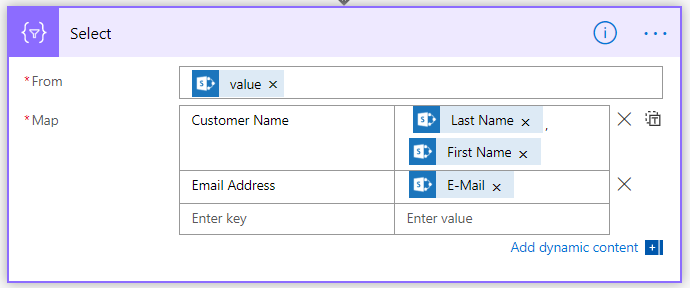 Select
* From
value ×
* Map
Customer Name
Last Name × ,
First Name ×
Email Address
E-Mail ×
Enter key
Enter value
Add dynamic content